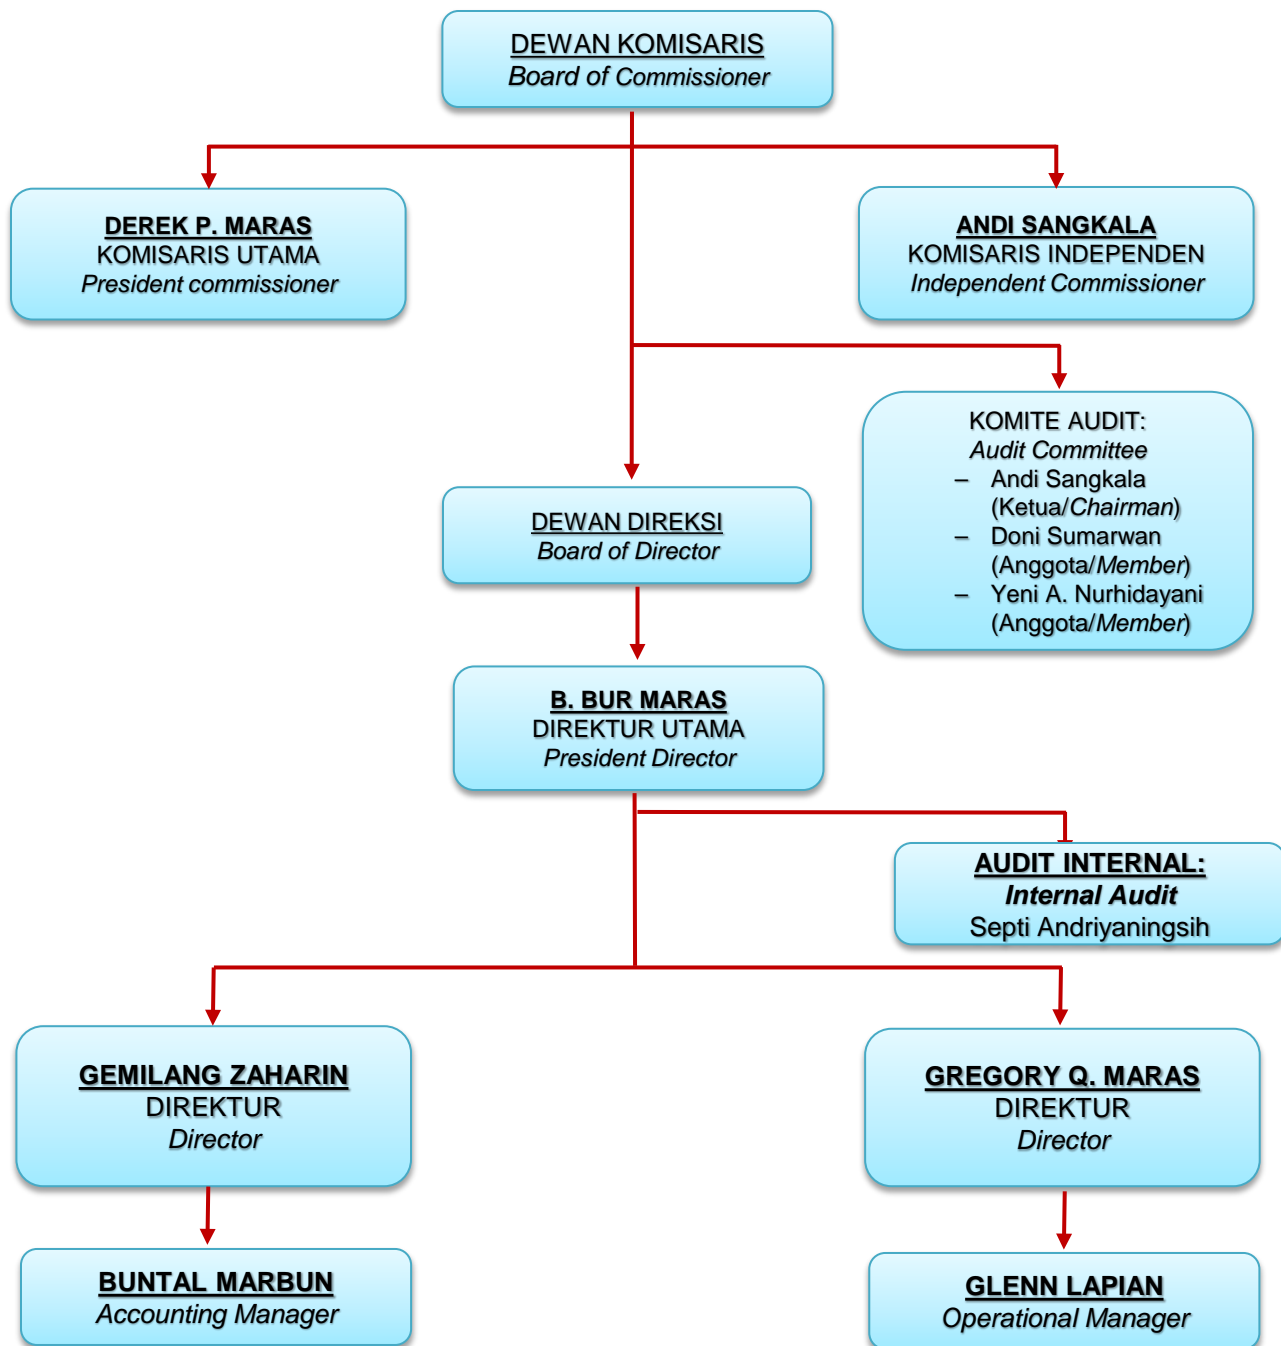 DEWAN KOMISARIS
Board of Commissioner
DEREK P. MARAS
KOMISARIS UTAMA
President commissioner
ANDI SANGKALA
KOMISARIS INDEPENDEN
Independent Commissioner
KOMITE AUDIT:
Audit Committee
– Andi Sangkala
(Ketua/Chairman)
– Doni Sumarwan
(Anggota/Member)
– Yeni A. Nurhidayani
(Anggota/Member)
DEWAN DIREKSI
Board of Director
B. BUR MARAS
DIREKTUR UTAMA
President Director
AUDIT INTERNAL:
Internal Audit
Septi Andriyaningsih
GEMILANG ZAHARIN
DIREKTUR
Director
GREGORY Q. MARAS
DIREKTUR
Director
BUNTAL MARBUN
Accounting Manager
GLENN LAPIAN
Operational Manager